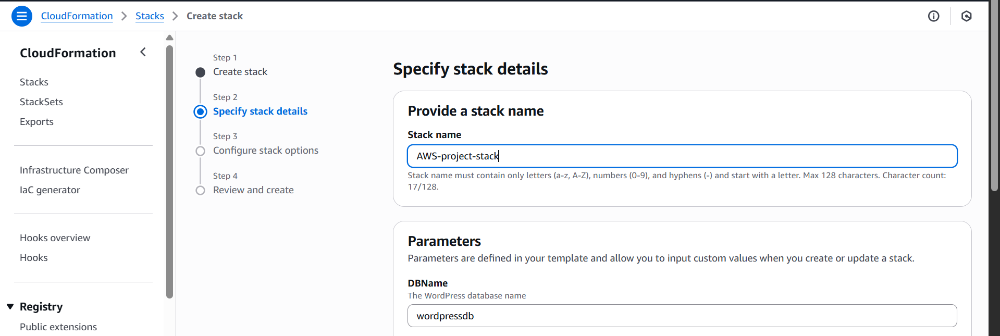 CloudFormation > Stacks > Create stack
CloudFormation
Stacks
StackSets
Exports
Infrastructure Composer
IaC generator
Hooks overview
Hooks
Registry
Public extensions
Step 1
Create stack
Step 2
Specify stack details
Step 3
Configure stack options
Step 4
Review and create
Specify stack details
Provide a stack name
Stack name
AWS-project-stack
Stack name must contain only letters (a-z, A-Z), numbers (0-9), and hyphens (-) and start with a letter. Max 128 characters. Character count:
17/128.
Parameters
Parameters are defined in your template and allow you to input custom values when you create or update a stack.
DBName
The WordPress database name
wordpressdb